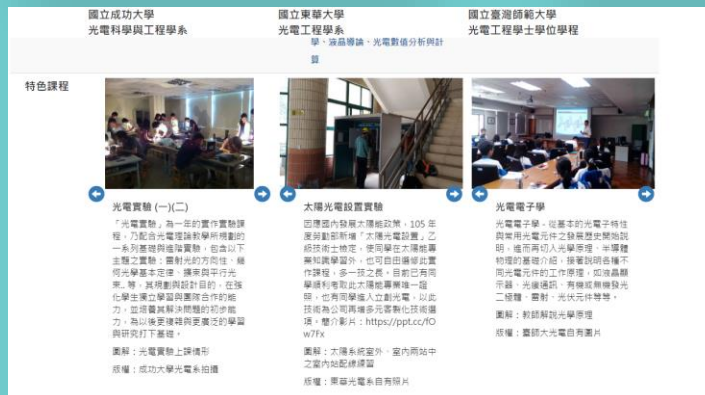 國立成功大學
光電科學與工程學系
國立東華大學
光電工程學系
國立臺灣師範大學
光電工程學士學位學程
學、液晶導論、光電數值分析與計
算
特色課程
光電實驗 (一)(二)
「光電實驗」為一年的實作實驗課
程，乃配合光電理論教學所規劃的
一系列基礎與進階實驗，包含以下
主題之實驗：雷射光的方向性、幾
何光學基本定律、擴束與平行光
束..等，其規劃與設計目的，在強
化學生獨立學習與團隊合作的能
力，並培養其解決問題的初步能
力，為以後更複雜與更廣泛的學習
與研究打下基礎。
圖解：光電實驗上課情形
版權：成功大學光電系拍攝
太陽光電設置實驗
因應國內發展太陽能政策，105 年
度勞動部新增「太陽光電設置」乙
級技術士檢定，使同學在太陽能專
業知識學習外，也可自由選修此實
作課程，多一技之長。目前已有同
學順利考取此太陽能專業唯一證
照，也有同學進入立創光電，以此
技術為公司再增多元客製化技術選
項。簡介影片：https://ppt.cc/fO
w7Fx
圖解：太陽系統室外、室內兩站中
之室內站配線練習
版權：東華光電系自有照片
光電電子學
光電電子學，從基本的光電子特性
與常用光電元件之發展歷史開始說
明，進而再切入光學原理、半導體
物理的基礎介紹，接著說明各種不
同光電元件的工作原理，如液晶顯
示器、光纖通訊、有機或無機發光
二極體、雷射、光伏元件等等。
圖解：教師解說光學原理
版權：臺師大光電自有圖片